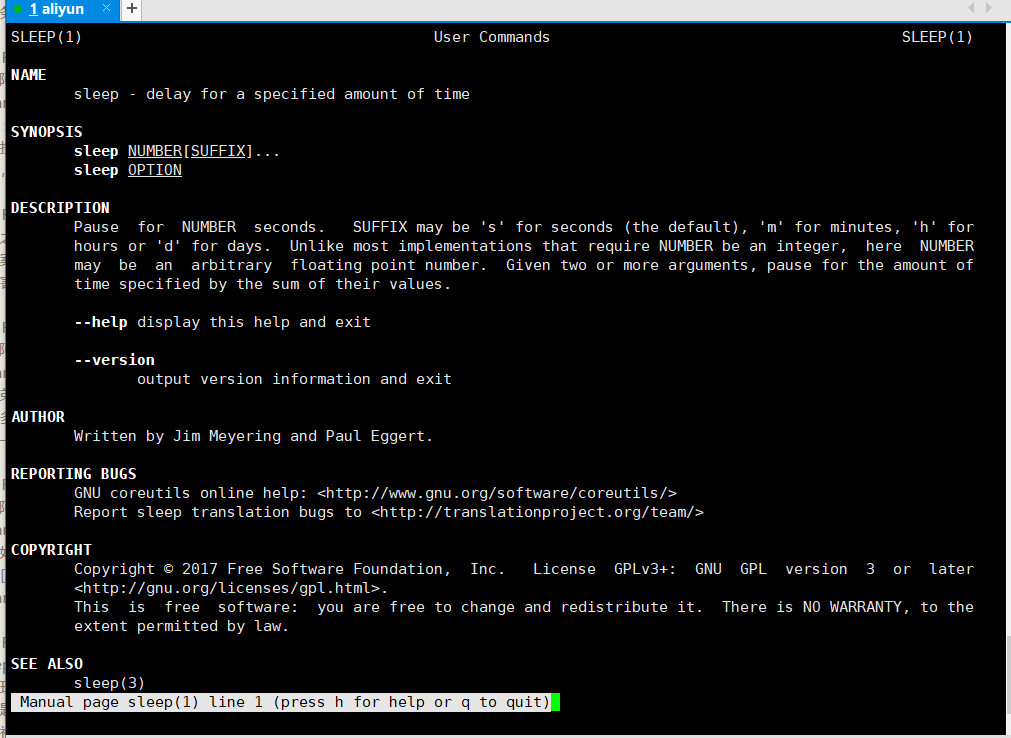 1 aliyun × +
SLEEP(1) User Commands SLEEP(1)
NAME
sleep - delay for a specified amount of time
SYNOPSIS
sleep NUMBER[SUFFIX]...
sleep OPTION
DESCRIPTION
Pause for NUMBER seconds. SUFFIX may be 's' for seconds (the default), 'm' for minutes, 'h' for
hours or 'd' for days. Unlike most implementations that require NUMBER be an integer, here NUMBER
may be an arbitrary floating point number. Given two or more arguments, pause for the amount of
time specified by the sum of their values.
--help display this help and exit
--version
output version information and exit
AUTHOR
Written by Jim Meyering and Paul Eggert.
REPORTING BUGS
GNU coreutils online help: <http://www.gnu.org/software/coreutils/>
Report sleep translation bugs to <http://translationproject.org/team/>
COPYRIGHT
Copyright © 2017 Free Software Foundation, Inc. License GPLv3+: GNU GPL version 3 or later
<http://gnu.org/licenses/gpl.html>.
This is free software: you are free to change and redistribute it. There is NO WARRANTY, to the
extent permitted by law.
SEE ALSO
sleep(3)
Manual page sleep(1) line 1 (press h for help or q to quit)